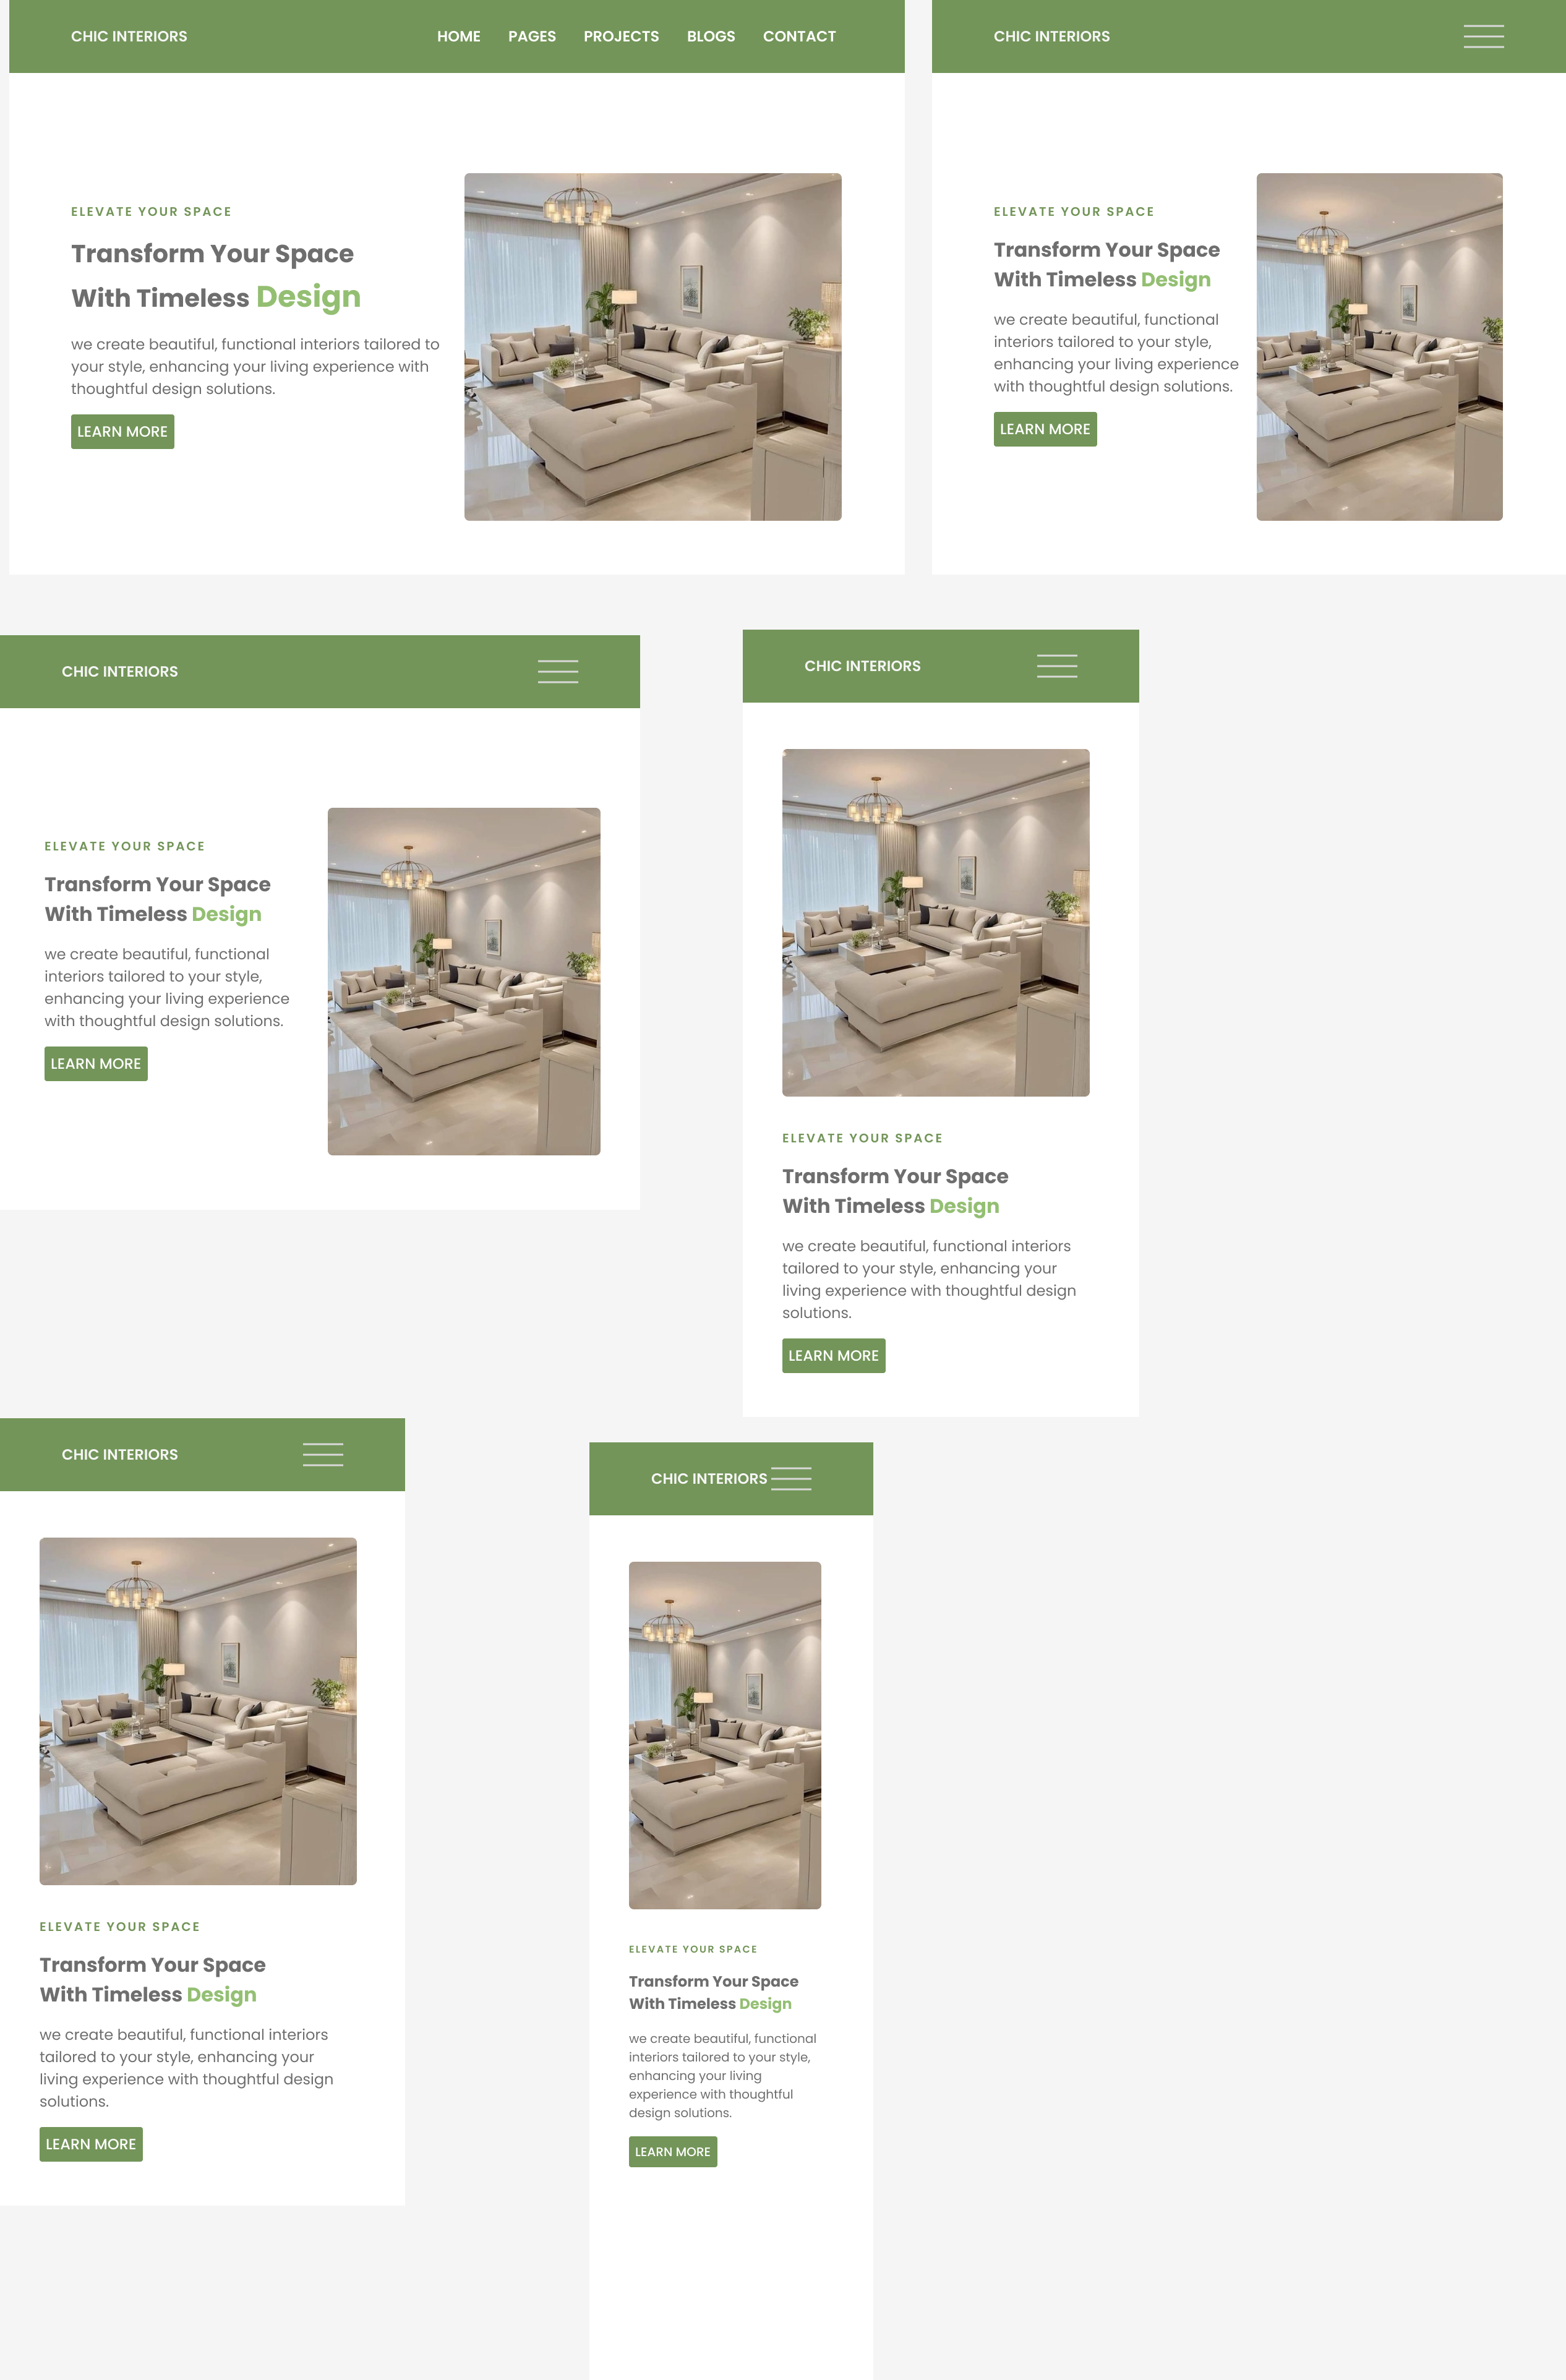 CHIC INTERIORS
HOME PAGES PROJECTS BLOGS CONTACT
ELEVATE YOUR SPACE
Transform Your Space
With Timeless Design
we create beautiful, functional interiors tailored to
your style, enhancing your living experience with
thoughtful design solutions.
LEARN MORE
CHIC INTERIORS
ELEVATE YOUR SPACE
Transform Your Space
With Timeless Design
we create beautiful, functional
interiors tailored to your style,
enhancing your living experience
with thoughtful design solutions.
LEARN MORE
CHIC INTERIORS
ELEVATE YOUR SPACE
Transform Your Space
With Timeless Design
we create beautiful, functional
interiors tailored to your style,
enhancing your living experience
with thoughtful design solutions.
LEARN MORE
CHIC INTERIORS
ELEVATE YOUR SPACE
Transform Your Space
With Timeless Design
we create beautiful, functional interiors
tailored to your style, enhancing your
living experience with thoughtful design
solutions.
LEARN MORE
CHIC INTERIORS
ELEVATE YOUR SPACE
Transform Your Space
With Timeless Design
we create beautiful, functional interiors
tailored to your style, enhancing your
living experience with thoughtful design
solutions.
LEARN MORE
CHIC INTERIORS
ELEVATE YOUR SPACE
Transform Your Space
With Timeless Design
we create beautiful, functional
interiors tailored to your style,
enhancing your living
experience with thoughtful
design solutions.
LEARN MORE